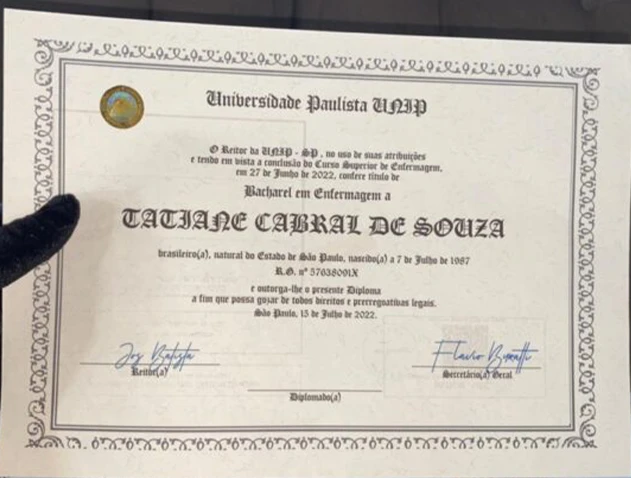 Universidade Paulista UNIP
O Reitor da UNIP - SP, no uso de suas atribuições
e tendo em vista a conclusão do Curso Superior de Enfermagem,
em 27 de Junho de 2022, confere título de
Bacharel em Enfermagem a
TATIANE CABRAL DE SOUZA
brasileiro(a), natural do Estado de São Paulo, nascido(a) a 7 de Julho de 1987
R.G. nº 57638091X
e outorga-lhe o presente Diploma
a fim que possa gozar de todos direitos e prerregoativas legais.
São Paulo, 15 de Julho de 2022.
Reitor(a)
Secretário(a) Geral
Diplomado(a)